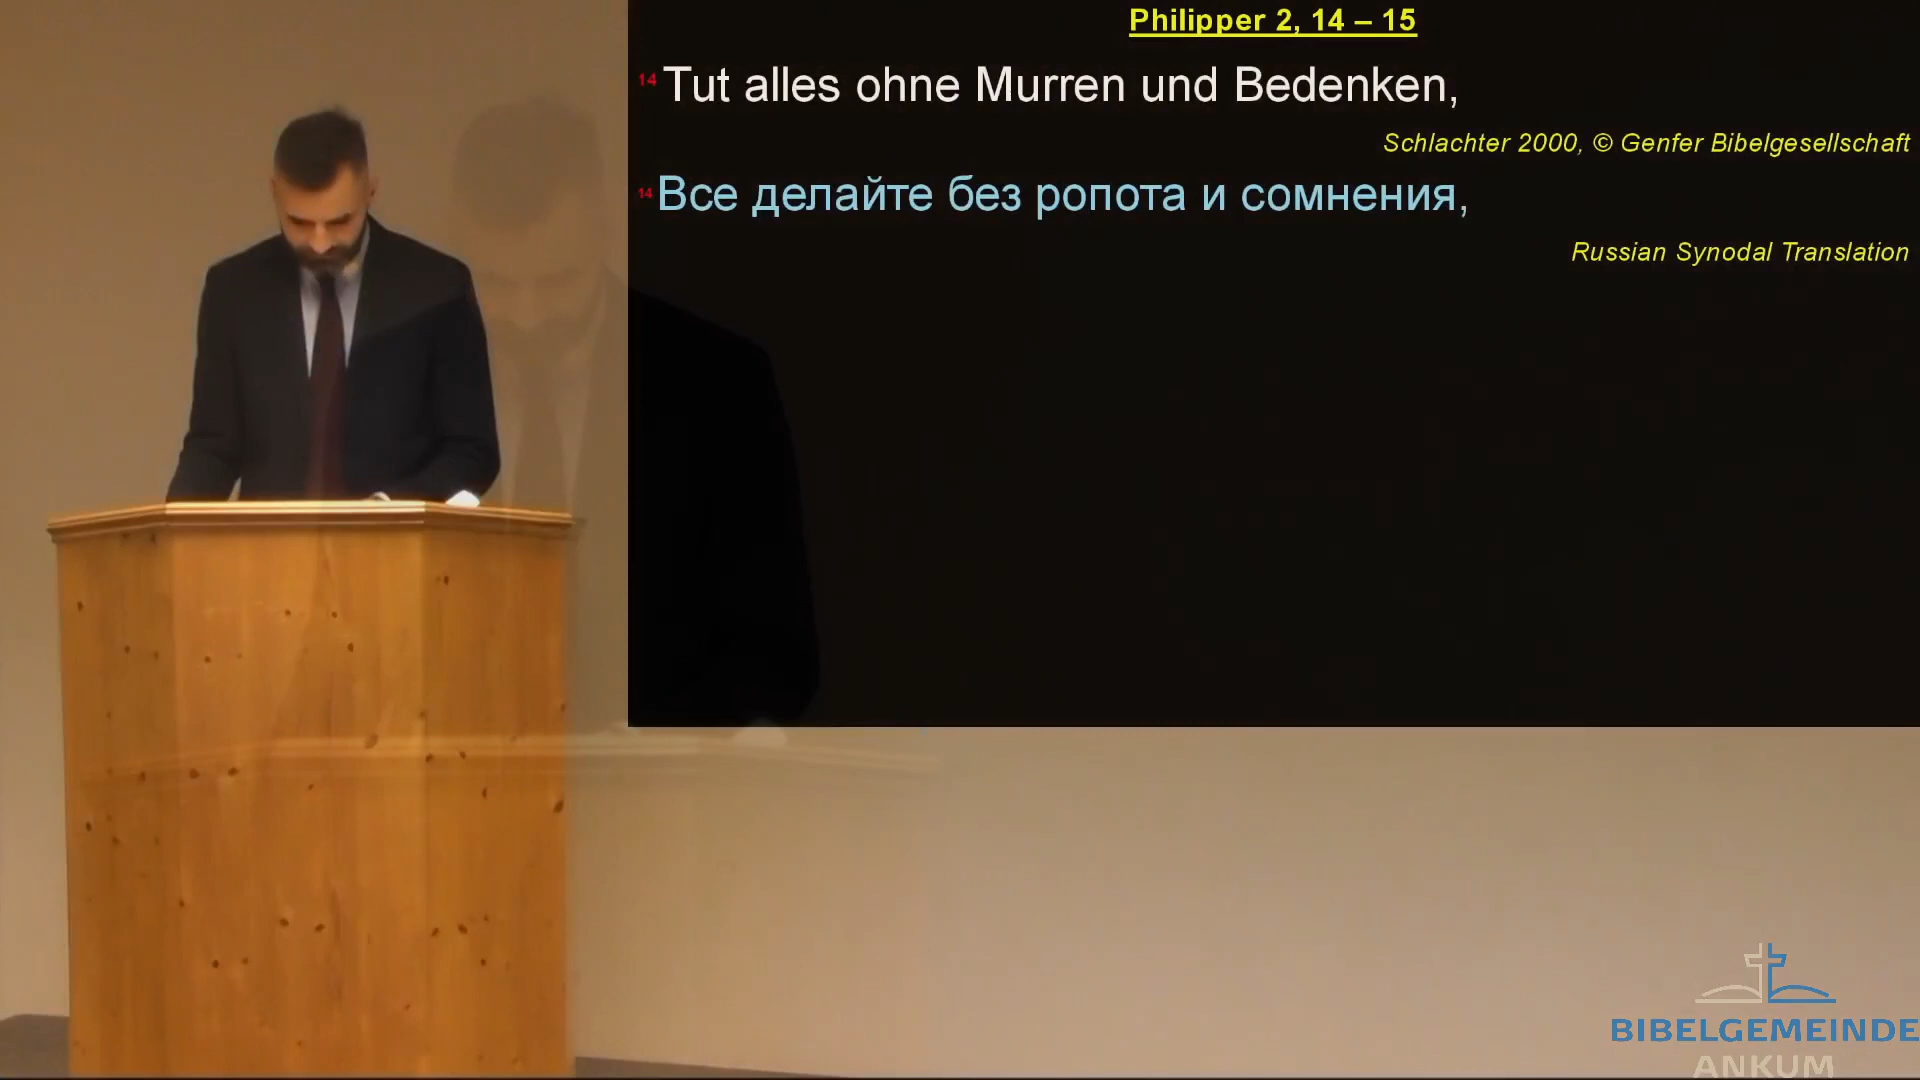 Philipper 2, 14 – 15
14 Tut alles ohne Murren und Bedenken,
Schlachter 2000, © Genfer Bibelgesellschaft
14 Все делайте без ропота и сомнения,
Russian Synodal Translation
BIBELGEMEINDE
ANKUM